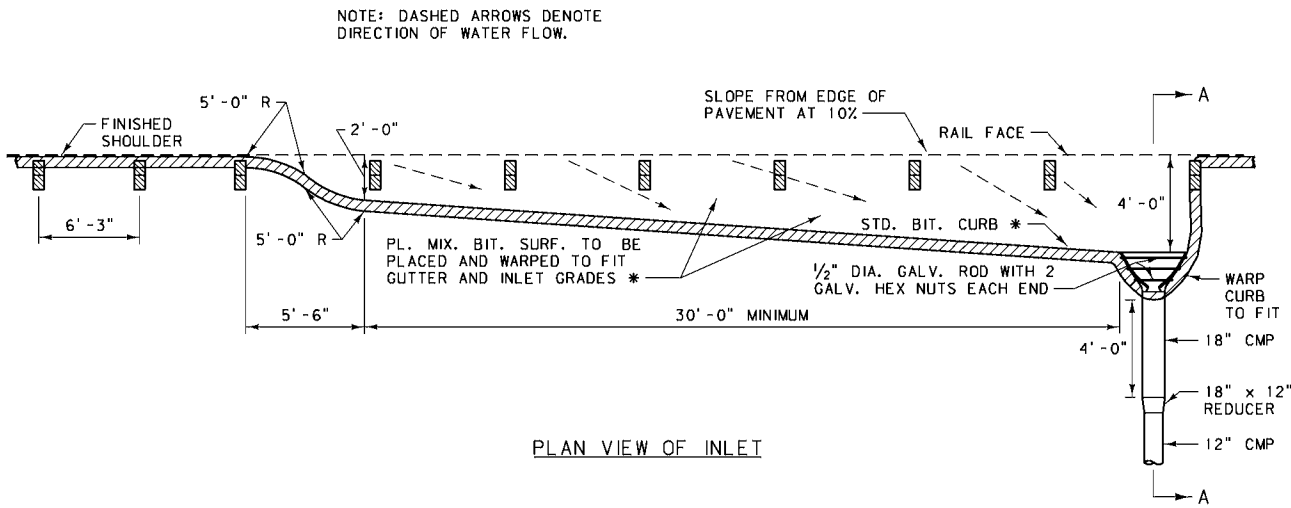 NOTE: DASHED ARROWS DENOTE
DIRECTION OF WATER FLOW.
A
SLOPE FROM EDGE OF
PAVEMENT AT 10%
5'-0" R
FINISHED
SHOULDER
2'-0"
RAIL FACE
4'-0"
6'-3"
5'-0" R
STD. BIT. CURB *
PL. MIX. BIT. SURF. TO BE
PLACED AND WARPED TO FIT
GUTTER AND INLET GRADES *
1/2" DIA. GALV. ROD WITH 2
GALV. HEX NUTS EACH END
WARP
CURB
TO FIT
5'-6"
30'-0" MINIMUM
4'-0"
18" CMP
18" x 12"
REDUCER
12" CMP
PLAN VIEW OF INLET
A